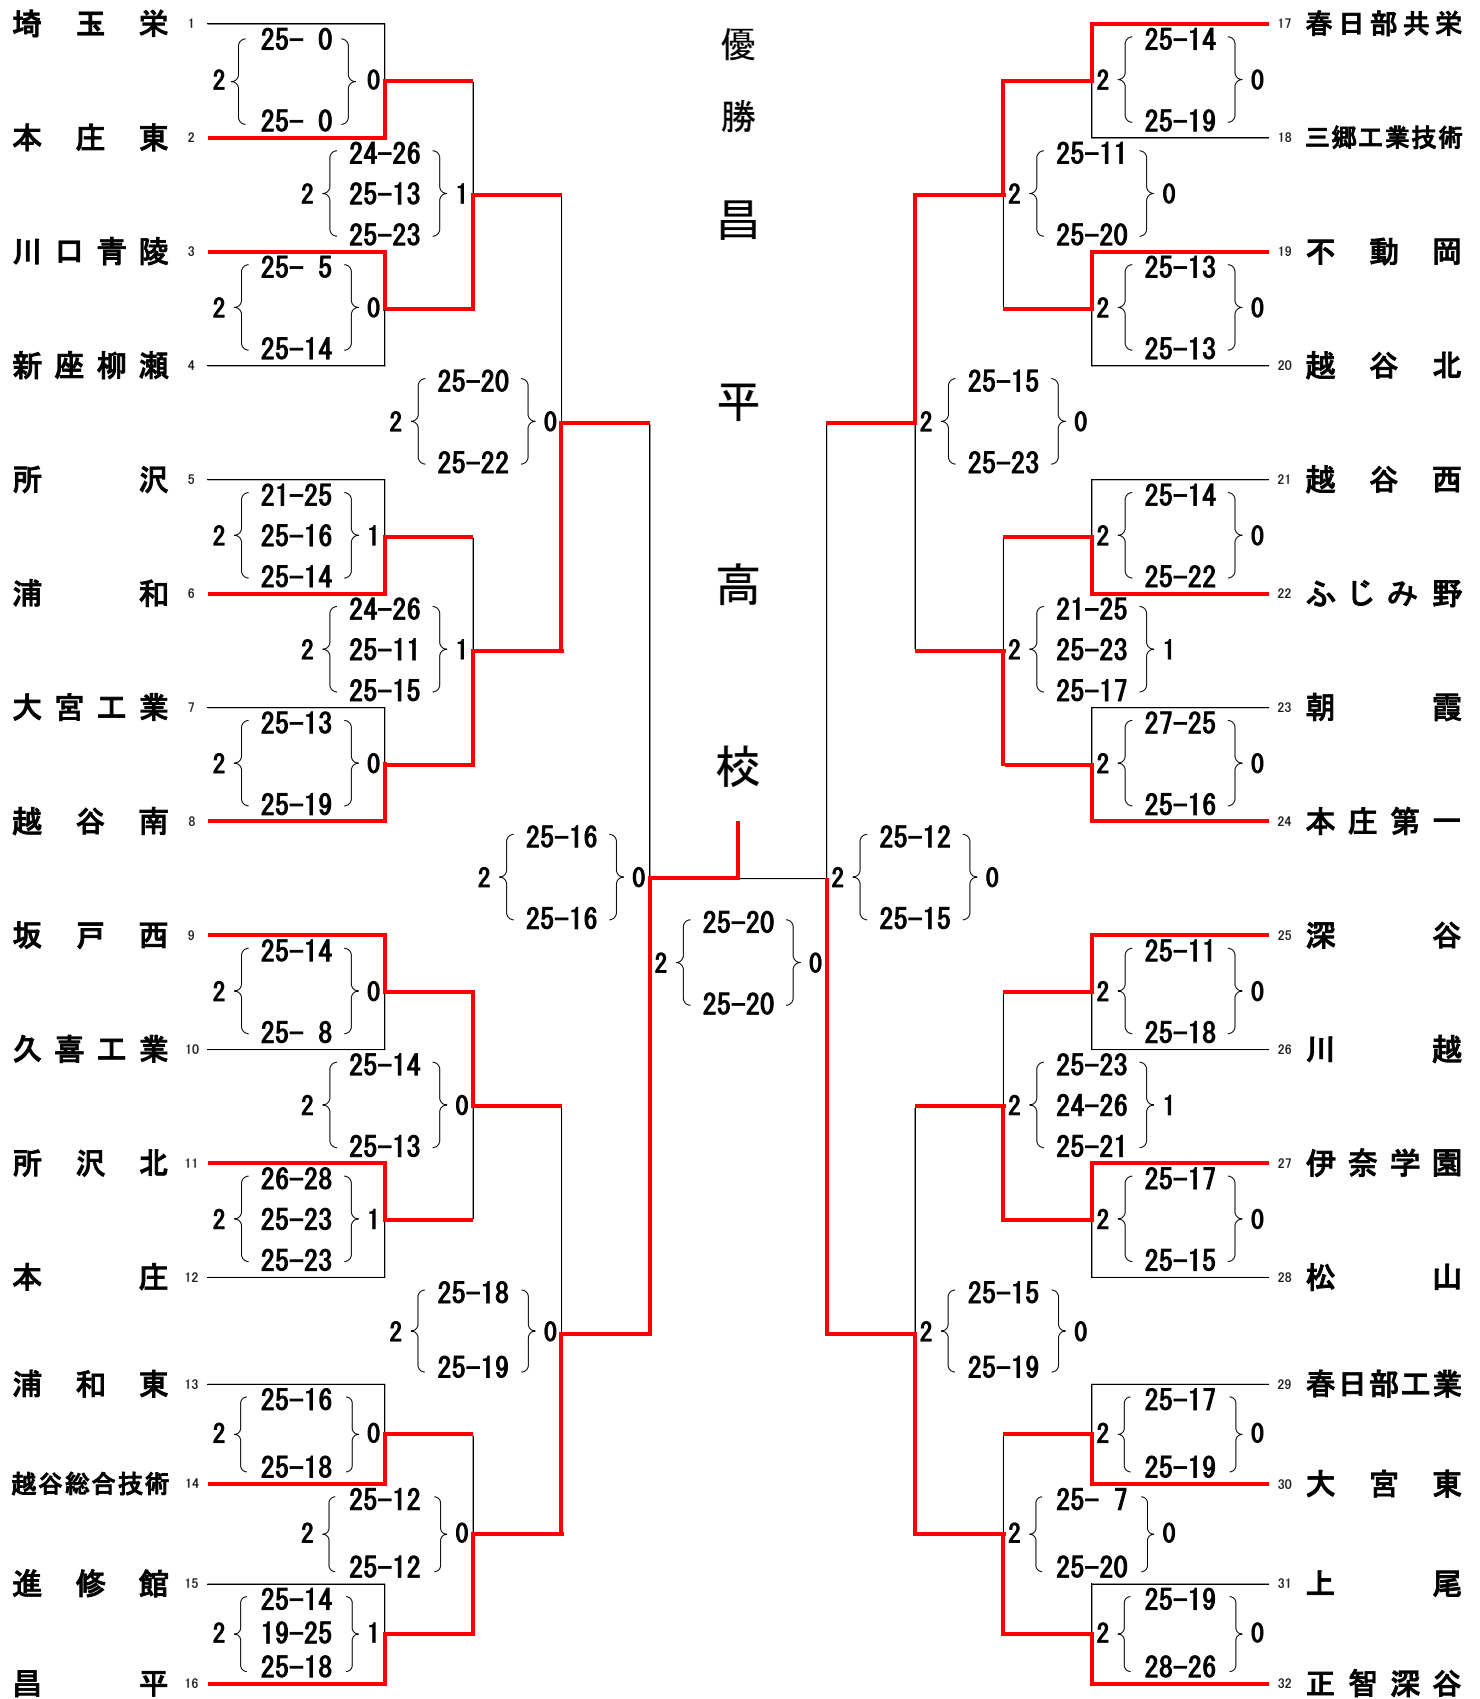 優勝 昌平高校
埼玉栄 1
25- 0
2 0
25- 0
本庄東 2
24-26
2 25-13 1
25-23
川口青陵 3
25- 5
2 0
25-14
新座柳瀬 4
25-20
2 0
25-22
所沢 5
21-25
2 25-16 1
25-14
浦和 6
24-26
2 25-11 1
25-15
大宮工業 7
25-13
2 0
25-19
越谷南 8
25-16
2 0
25-16
坂戸西 9
25-14
2 0
25- 8
久喜工業 10
25-14
2 0
25-13
所沢北 11
26-28
2 25-23 1
25-23
本庄 12
25-18
2 0
25-19
浦和東 13
25-16
2 0
25-18
越谷総合技術 14
25-12
2 0
25-12
進修館 15
25-14
2 19-25 1
25-18
昌平 16
25-20
2 0
25-20
17 春日部共栄
25-14
2 0
25-19
18 三郷工業技術
25-11
2 0
25-20
19 不動岡
25-13
2 0
25-13
20 越谷北
25-15
2 0
25-23
21 越谷西
25-14
2 0
25-22
22 ふじみ野
21-25
2 25-23 1
25-17
23 朝霞
27-25
2 0
25-16
24 本庄第一
25-12
2 0
25-15
25 深谷
25-11
2 0
25-18
26 川越
25-23
2 24-26 1
25-21
27 伊奈学園
25-17
2 0
25-15
28 松山
25-15
2 0
25-19
29 春日部工業
25-17
2 0
25-19
30 大宮東
25- 7
2 0
25-20
31 上尾
25-19
2 0
28-26
32 正智深谷